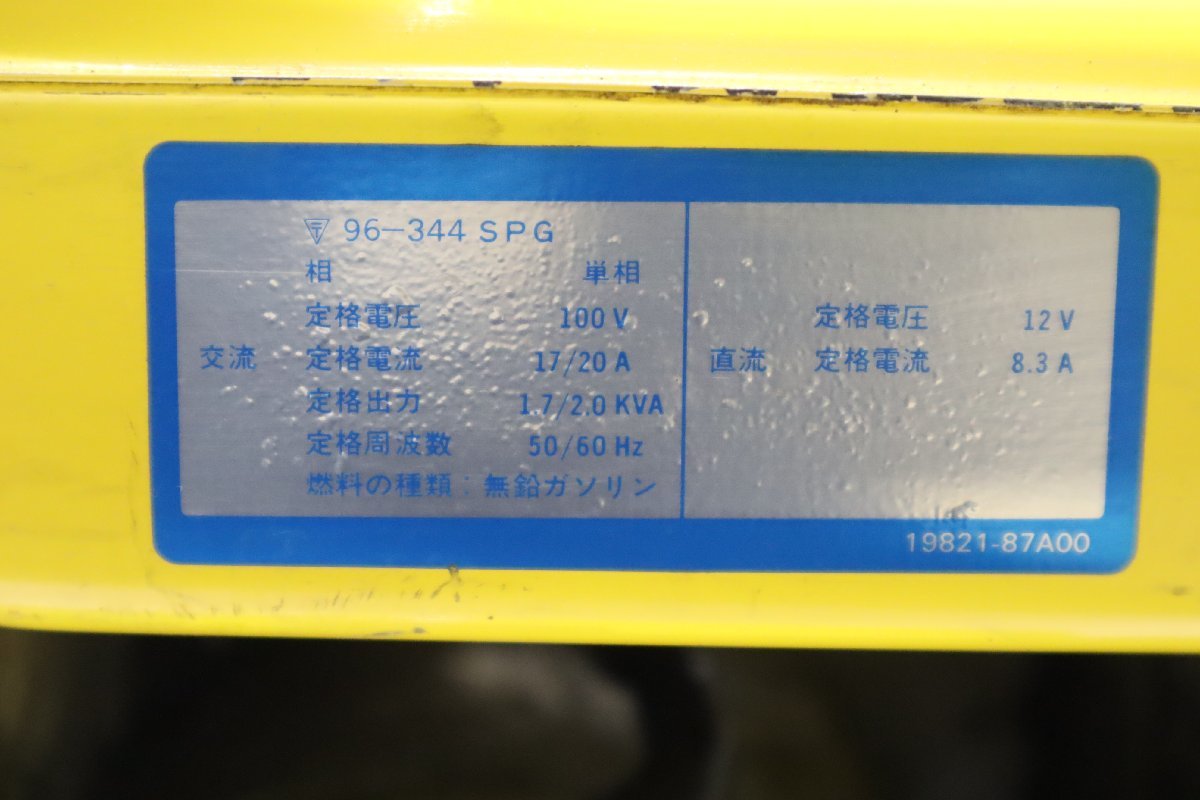 〒 96-344 SPG
相 単相
定格電圧 100 V
交流 定格電流 17/20 A
定格出力 1.7/2.0 KVA
定格周波数 50/60 Hz
燃料の種類：無鉛ガソリン
定格電圧 12 V
直流 定格電流 8.3 A
19821-87A00